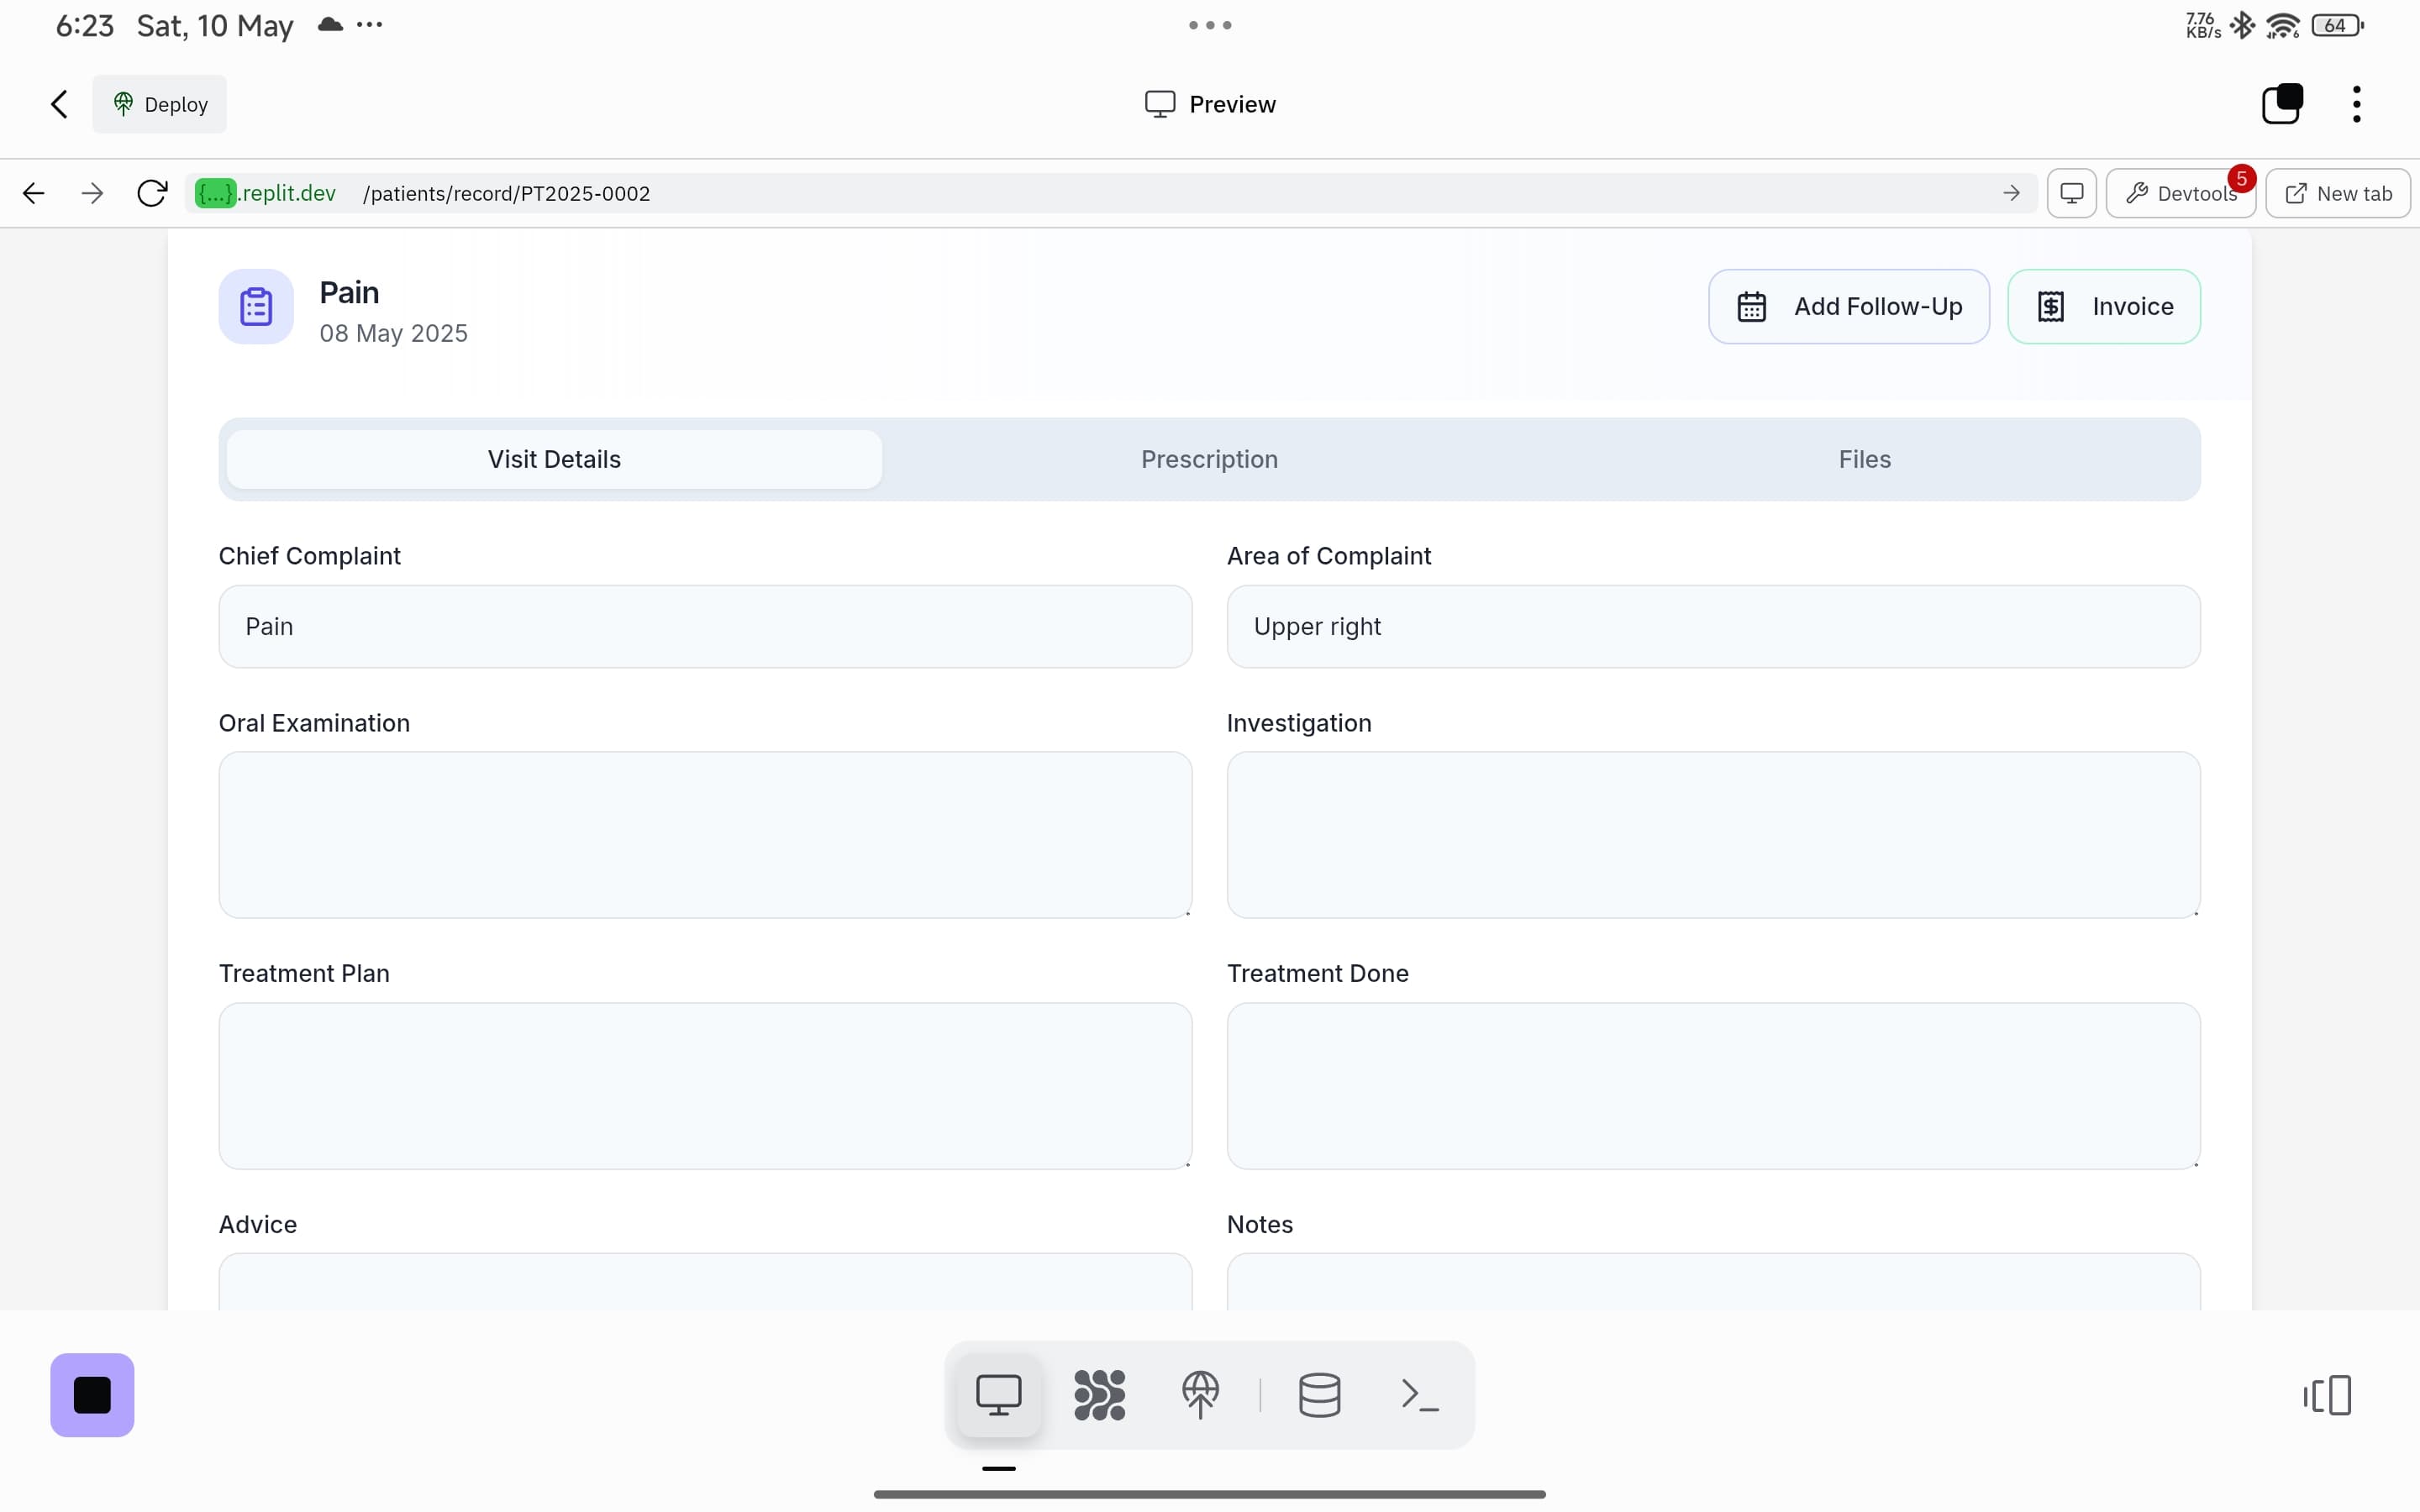 6:23 Sat, 10 May
7.76 KB/s 64
Deploy
Preview
{...}.replit.dev /patients/record/PT2025-0002
Devtools 5
New tab
Pain
08 May 2025
Add Follow-Up
Invoice
Visit Details
Prescription
Files
Chief Complaint
Area of Complaint
Pain
Upper right
Oral Examination
Investigation
Treatment Plan
Treatment Done
Advice
Notes